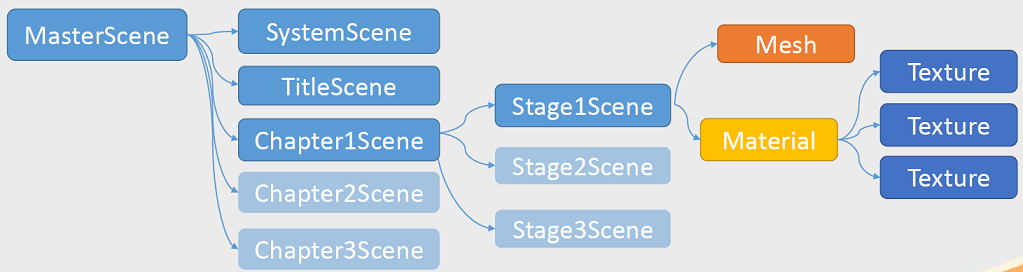 MasterScene
SystemScene
TitleScene
Chapter1Scene
Chapter2Scene
Chapter3Scene
Stage1Scene
Stage2Scene
Stage3Scene
Mesh
Material
Texture
Texture
Texture